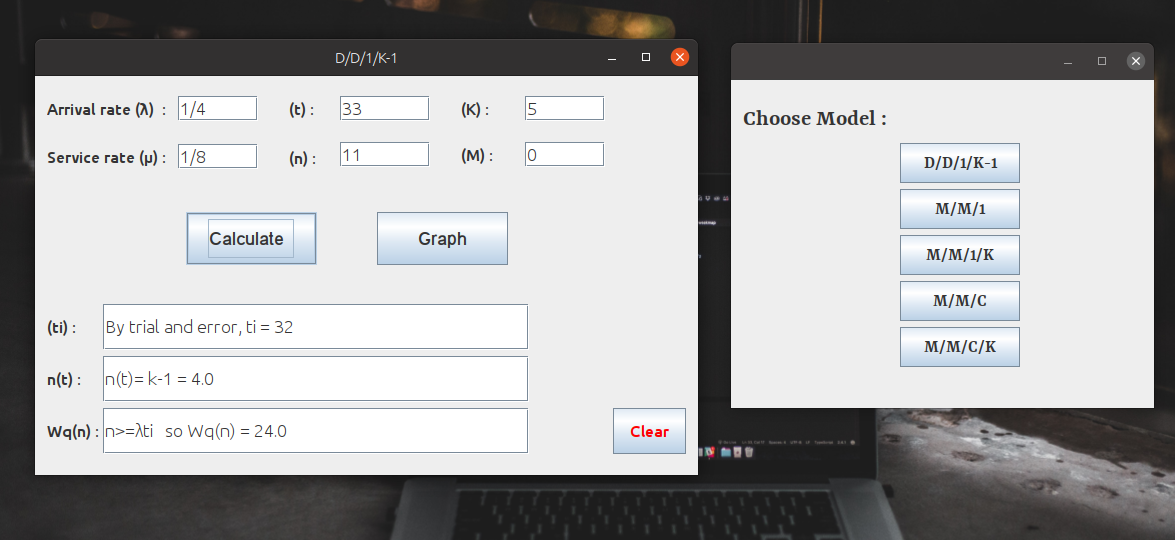 D/D/1/K-1
Arrival rate (λ) : 1/4 (t) : 33 (K) : 5
Service rate (μ) : 1/8 (n) : 11 (M) : 0
Calculate Graph
(ti) : By trial and error, ti = 32
n(t) : n(t)= k-1 = 4.0
Wq(n) : n>=λti so Wq(n) = 24.0
Clear
Choose Model :
D/D/1/K-1
M/M/1
M/M/1/K
M/M/C
M/M/C/K